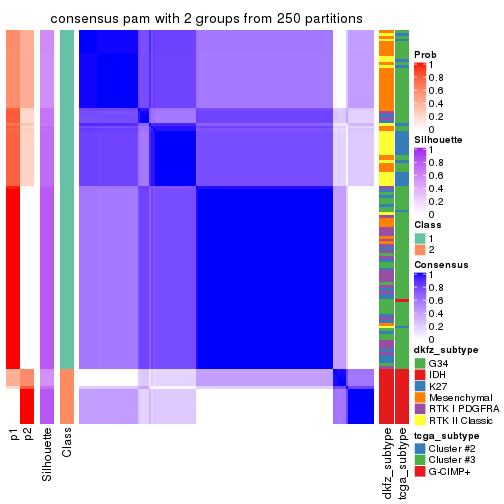 consensus pam with 2 groups from 250 partitions
Prob
1
0.8
0.6
0.4
0.2
0
Silhouette
1
0.8
0.6
0.4
0.2
0
Class
1
2
Consensus
1
0.8
0.6
0.4
0.2
0
dkfz_subtype
G34
IDH
K27
Mesenchymal
RTK I PDGFRA
RTK II Classic
tcga_subtype
Cluster #2
Cluster #3
G-CIMP+
p1
p2
Silhouette
Class
dkfz_subtype
tcga_subtype